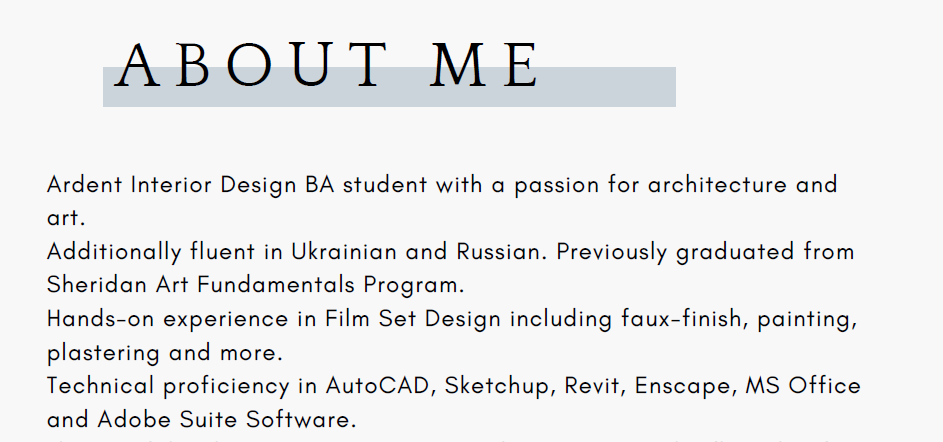 ABOUT ME
Ardent Interior Design BA student with a passion for architecture and
art.
Additionally fluent in Ukrainian and Russian. Previously graduated from
Sheridan Art Fundamentals Program.
Hands-on experience in Film Set Design including faux-finish, painting,
plastering and more.
Technical proficiency in AutoCAD, Sketchup, Revit, Enscape, MS Office
and Adobe Suite Software.